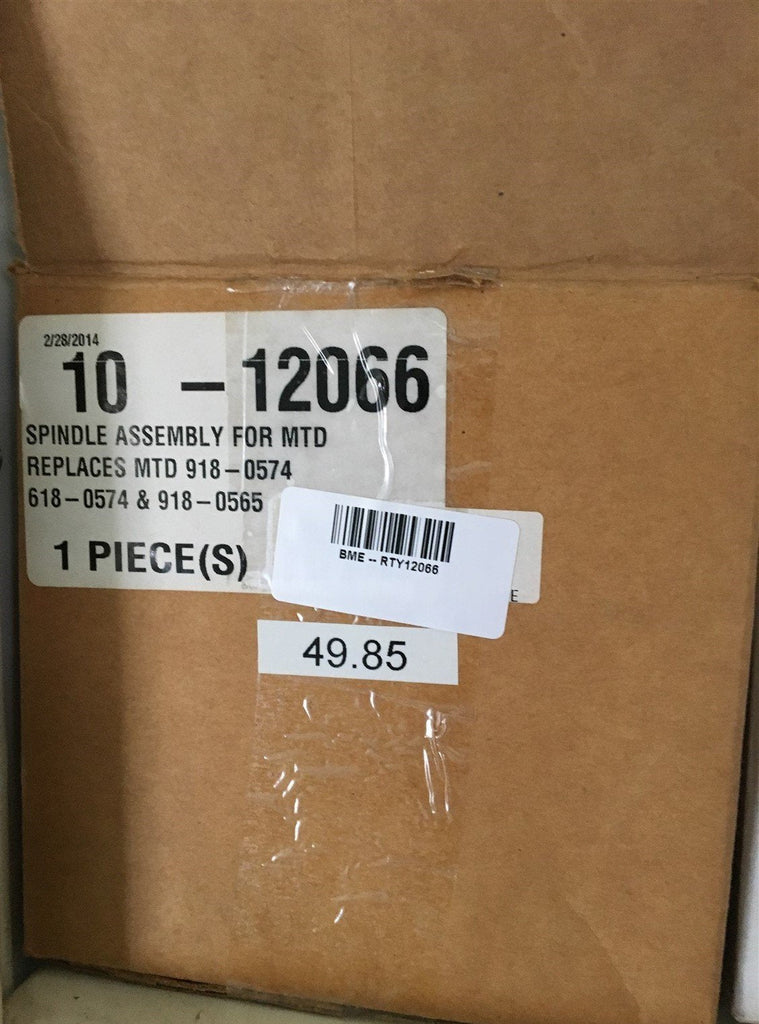 2/28/2014
10 – 12066
SPINDLE ASSEMBLY FOR MTD
REPLACES MTD 918–0574
618–0574 & 918–0565
1 PIECE(S)
BME -- RTY12066
49.85